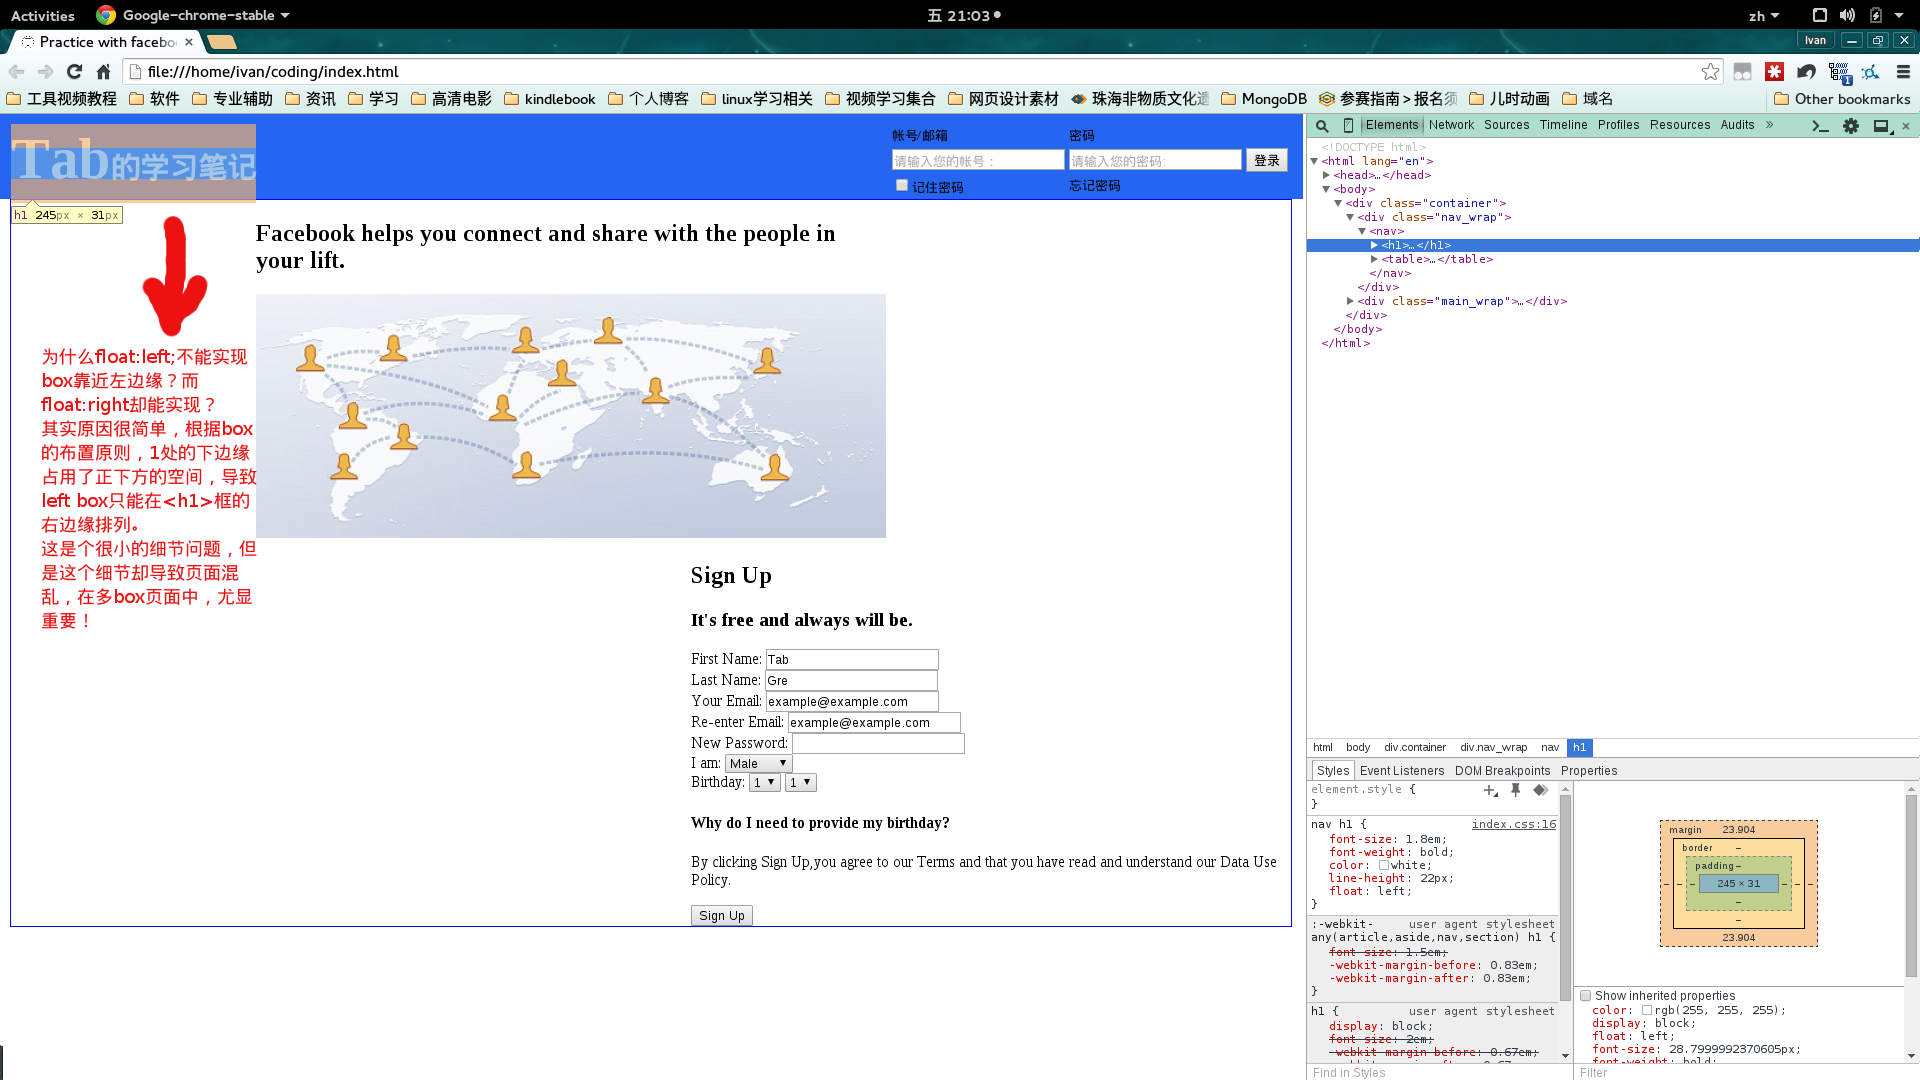 Activities Google-chrome-stable 五 21:03 zh
Practice with facebo Ivan
file:///home/ivan/coding/index.html
工具视频教程 软件 专业辅助 资讯 学习 高清电影 kindlebook 个人博客 linux学习相关 视频学习集合 网页设计素材 珠海非物质文化遗 MongoDB 参赛指南 > 报名须 儿时动画 域名 Other bookmarks
Tab的学习笔记
帐号/邮箱 密码
请输入您的帐号： 请输入您的密码: 登录
记住密码 忘记密码
h1 245px × 31px
Facebook helps you connect and share with the people in
your lift.
为什么float:left;不能实现
box靠近左边缘？而
float:right却能实现？
其实原因很简单，根据box
的布置原则，1处的下边缘
占用了正下方的空间，导致
left box只能在<h1>框的
右边缘排列。
这是个很小的细节问题，但
是这个细节却导致页面混
乱，在多box页面中，尤显
重要！
Sign Up
It's free and always will be.
First Name: Tab
Last Name: Gre
Your Email: example@example.com
Re-enter Email: example@example.com
New Password:
I am: Male
Birthday: 1 1
Why do I need to provide my birthday?
By clicking Sign Up,you agree to our Terms and that you have read and understand our Data Use
Policy.
Sign Up
Elements Network Sources Timeline Profiles Resources Audits »
<!DOCTYPE html>
<html lang="en">
<head>…</head>
<body>
<div class="container">
<div class="nav_wrap">
<nav>
<h1>…</h1>
<table>…</table>
</nav>
</div>
<div class="main_wrap">…</div>
</div>
</body>
</html>
html body div.container div.nav_wrap nav h1
Styles Event Listeners DOM Breakpoints Properties
element.style {
}
nav h1 { index.css:16
font-size: 1.8em;
font-weight: bold;
color: white;
line-height: 22px;
float: left;
}
:-webkit- user agent stylesheet
any(article,aside,nav,section) h1 {
font-size: 1.5em;
-webkit-margin-before: 0.83em;
-webkit-margin-after: 0.83em;
}
h1 { user agent stylesheet
display: block;
font-size: 2em;
-webkit-margin-before: 0.67em;
Find in Styles
margin 23.904
border –
padding –
245 × 31
–
–
23.904
Show inherited properties
color: rgb(255, 255, 255);
display: block;
float: left;
font-size: 28.7999992370605px;
font-weight: bold;
Filter